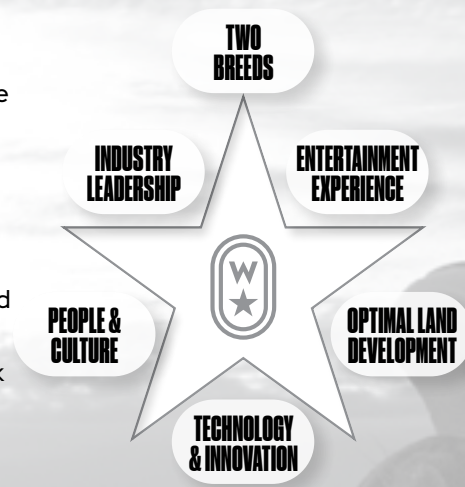 TWO
BREEDS
e
INDUSTRY
LEADERSHIP
ENTERTAINMENT
EXPERIENCE
W
d
PEOPLE &
CULTURE
OPTIMAL LAND
DEVELOPMENT
k
TECHNOLOGY
& INNOVATION